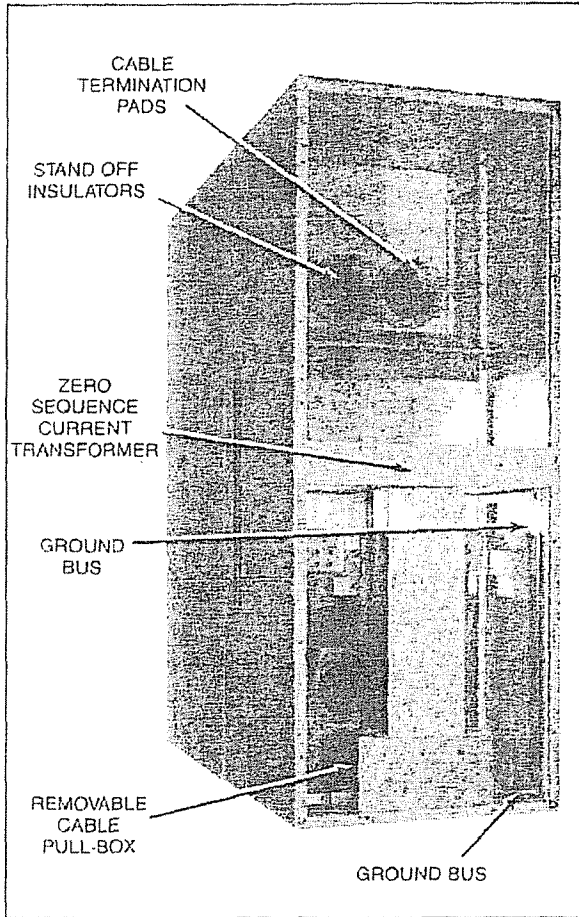 CABLE
TERMINATION
PADS
STAND OFF
INSULATORS
ZERO
SEQUENCE
CURRENT
TRANSFORMER
GROUND
BUS
REMOVABLE
CABLE
PULL-BOX
GROUND BUS